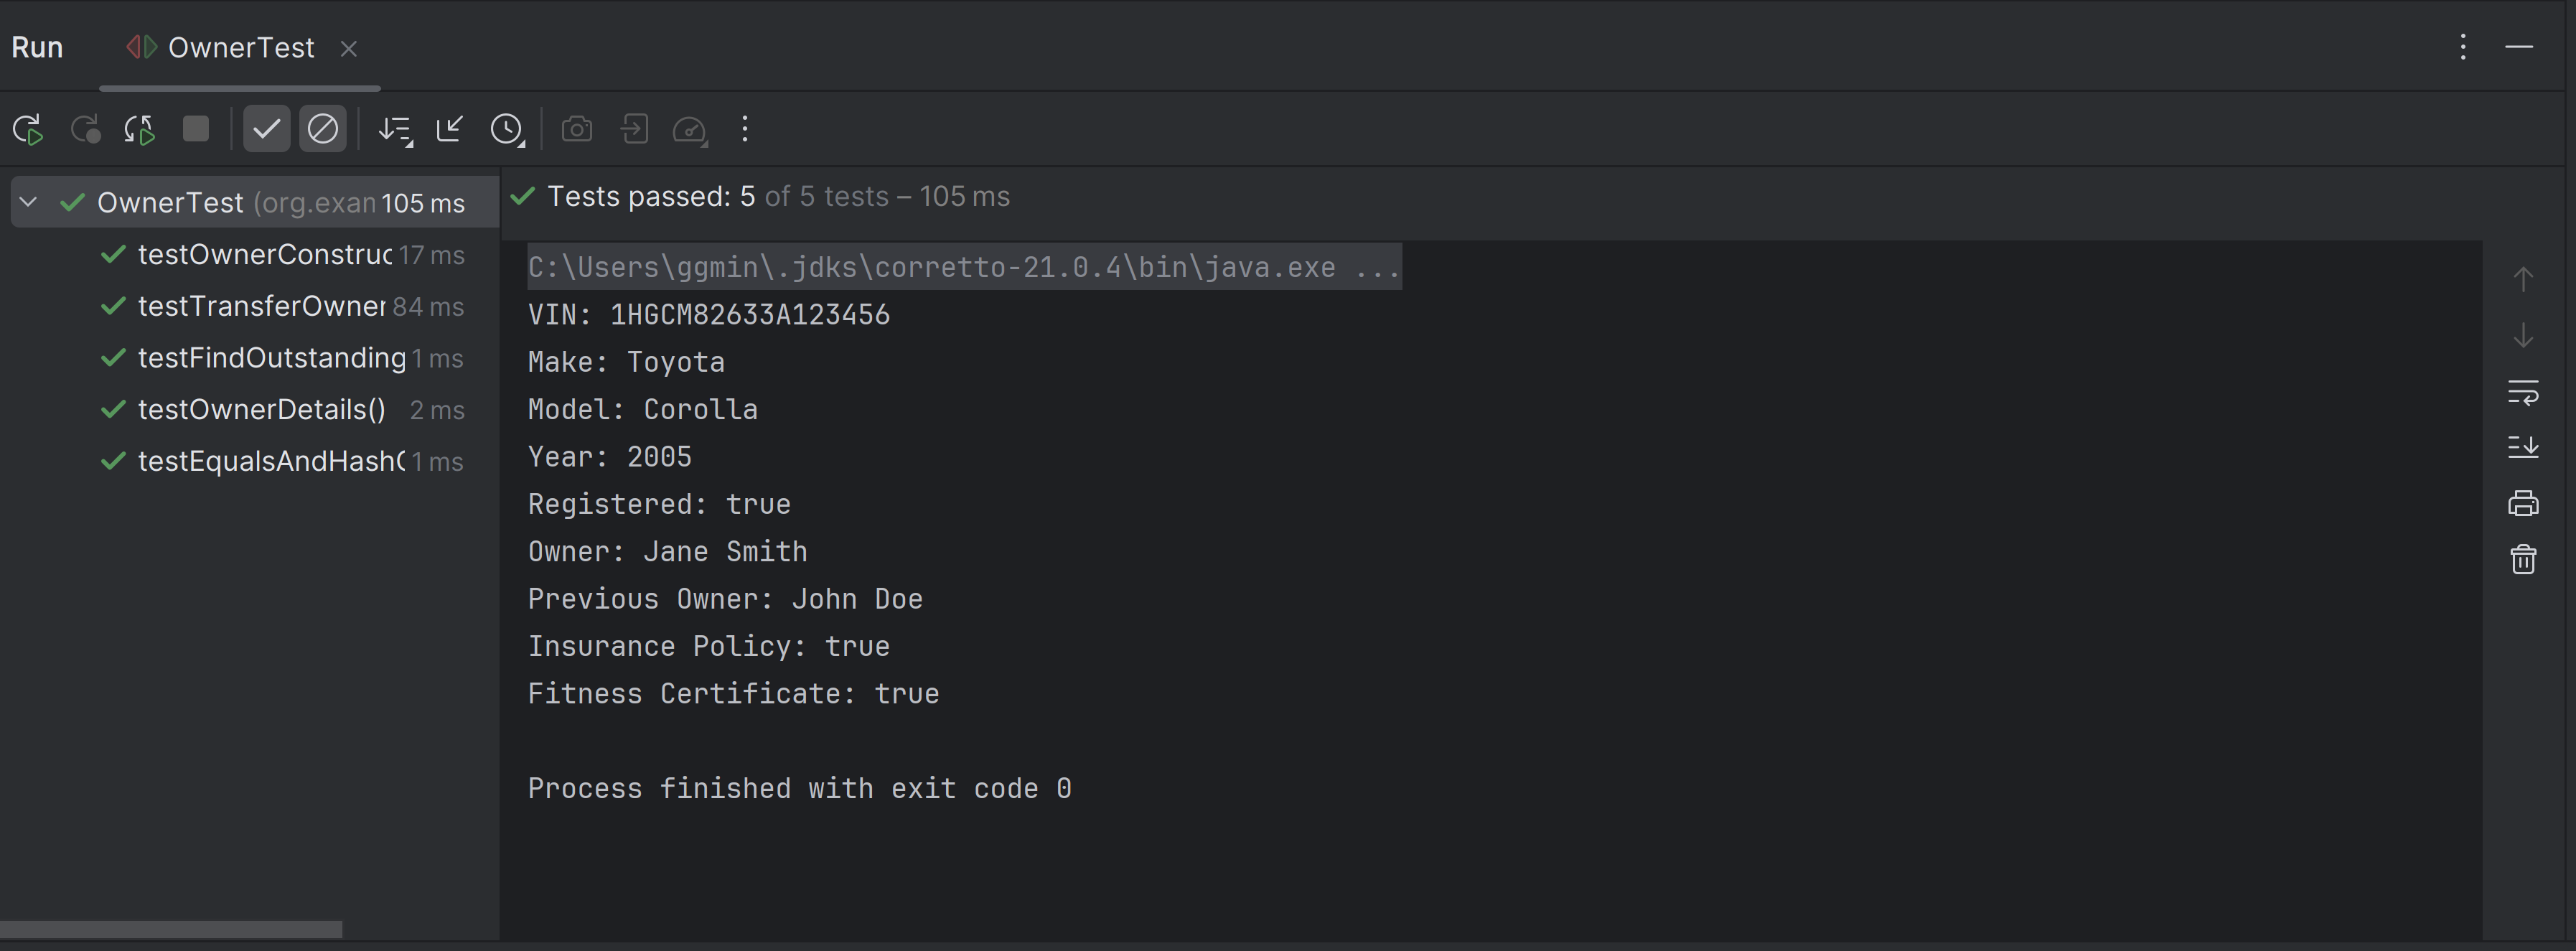 Run OwnerTest
OwnerTest (org.exam 105 ms
testOwnerConstruc 17 ms
testTransferOwner 84 ms
testFindOutstanding 1 ms
testOwnerDetails() 2 ms
testEqualsAndHashC 1 ms
Tests passed: 5 of 5 tests – 105 ms
C:\Users\ggmin\.jdks\corretto-21.0.4\bin\java.exe ...
VIN: 1HGCM82633A123456
Make: Toyota
Model: Corolla
Year: 2005
Registered: true
Owner: Jane Smith
Previous Owner: John Doe
Insurance Policy: true
Fitness Certificate: true
Process finished with exit code 0